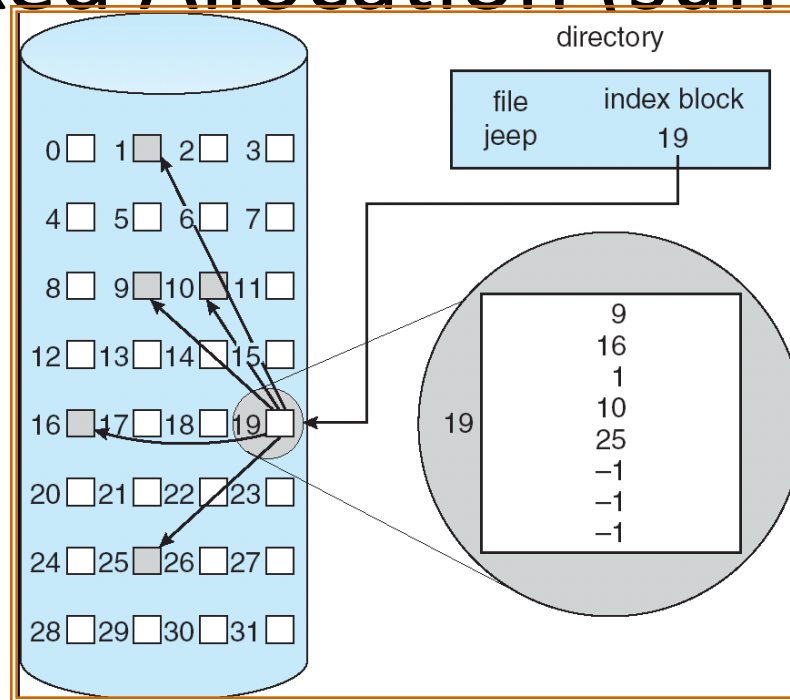 directory
file index block
jeep 19
0 1 2 3
4 5 6 7
8 9 10 11
12 13 14 15
16 17 18 19
20 21 22 23
24 25 26 27
28 29 30 31
19
9
16
1
10
25
–1
–1
–1